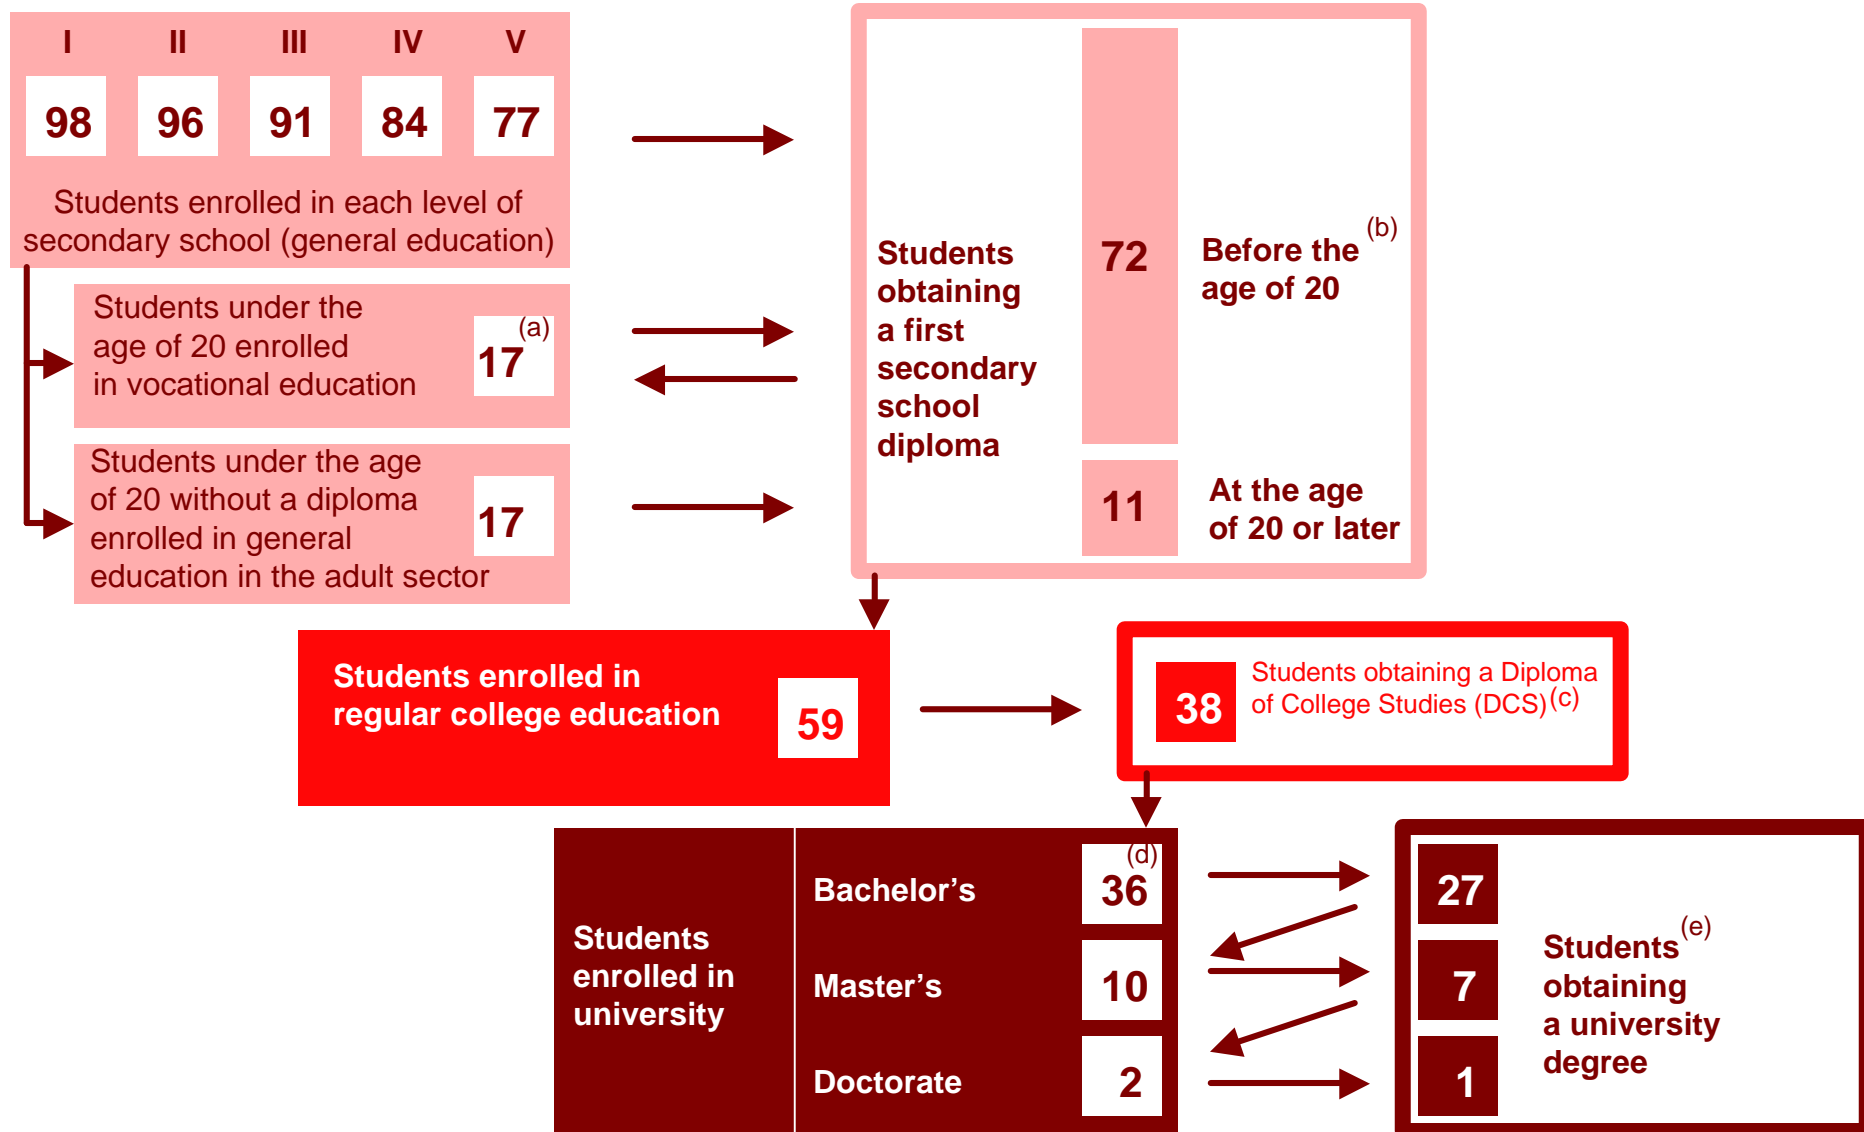 I II III IV V
98 96 91 84 77
Students enrolled in each level of
secondary school (general education)
Students under the
age of 20 enrolled
in vocational education
17 (a)
Students under the age
of 20 without a diploma
enrolled in general
education in the adult sector
17
Students
obtaining
a first
secondary
school
diploma
72
Before the (b)
age of 20
11
At the age
of 20 or later
Students enrolled in
regular college education
59
38
Students obtaining a Diploma
of College Studies (DCS) (c)
Students
enrolled in
university
Bachelor's
36 (d)
Master's
10
Doctorate
2
27
7
1
Students (e)
obtaining
a university
degree